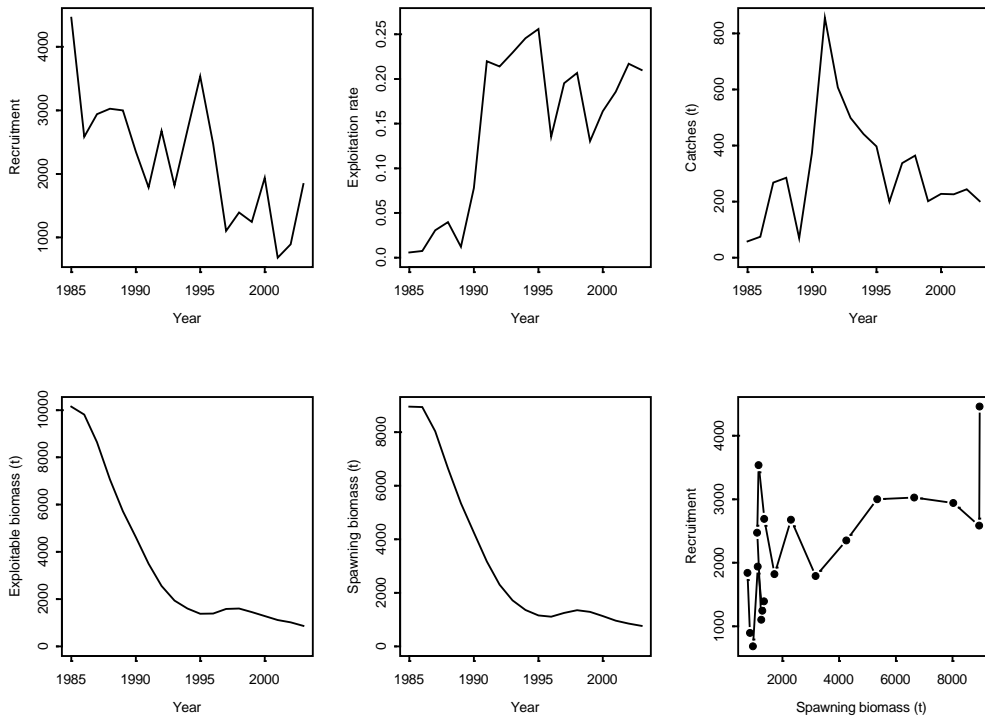 Recruitment
1000 2000 3000 4000
1985 1990 1995 2000
Year
Exploitation rate
0.0 0.05 0.10 0.15 0.20 0.25
1985 1990 1995 2000
Year
Catches (t)
0 200 400 600 800
1985 1990 1995 2000
Year
Exploitable biomass (t)
0 2000 4000 6000 8000 10000
1985 1990 1995 2000
Year
Spawning biomass (t)
0 2000 4000 6000 8000
1985 1990 1995 2000
Year
Recruitment
1000 2000 3000 4000
2000 4000 6000 8000
Spawning biomass (t)